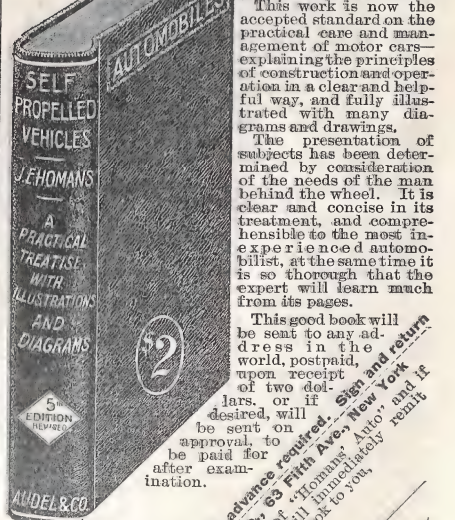 AUTOMOBILES
SELF
PROPELLED
VEHICLES
J.E.HOMANS
A
PRACTICAL
TREATISE
WITH
ILLUSTRATIONS
AND
DIAGRAMS
$2
5TH
EDITION
REVISED
AUDEL & CO.
This work is now the
accepted standard on the
practical care and man-
agement of motor cars—
explaining the principles
of construction and oper-
ation in a clear and help-
ful way, and fully illus-
trated with many dia-
grams and drawings.
The presentation of
subjects has been deter-
mined by consideration
of the needs of the man
behind the wheel. It is
clear and concise in its
treatment, and compre-
hensible to the most in-
experienced automo-
bilist, at the same time it
is so thorough that the
expert will learn much
from its pages.
This good book will
be sent to any ad-
dress in the
world, postpaid,
upon receipt
of two dol-
lars, or if
desired, will
be sent on
approval, to
be paid for
after exam-
ination.
advance required. Sign and return
63 Fifth Ave., New York
of "Homans' Auto" and if
will immediately remit
ok to you,